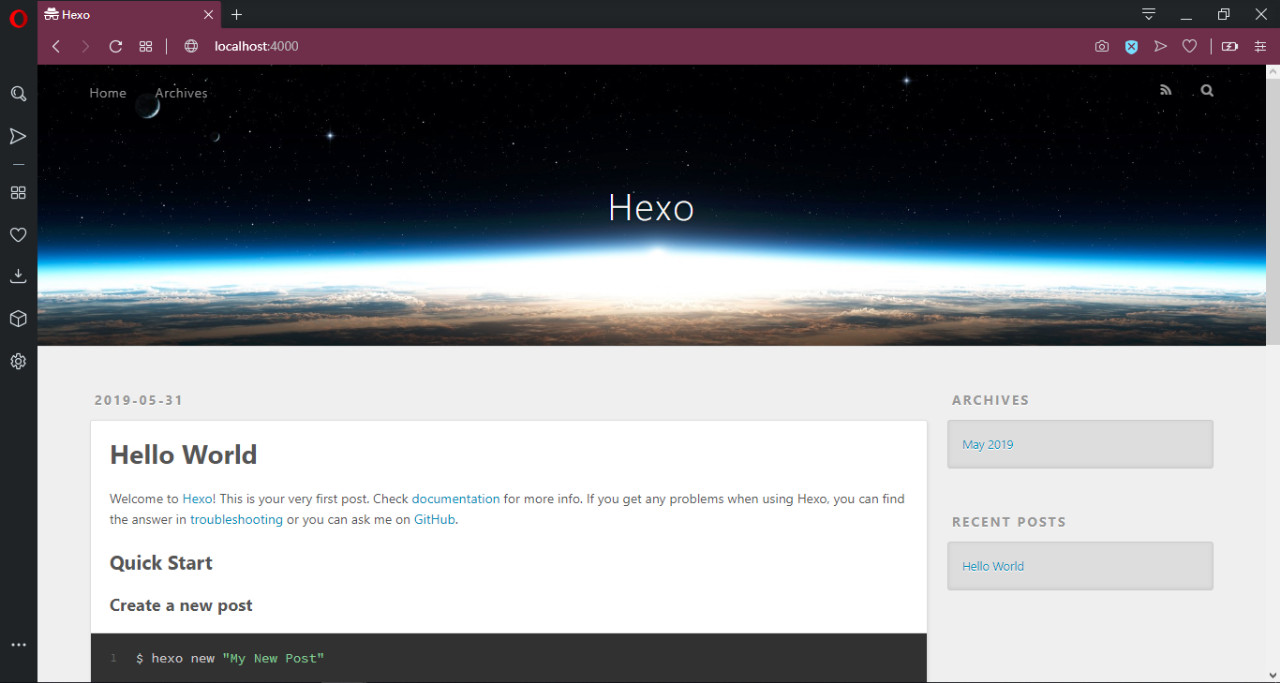 Hexo
localhost:4000
Home Archives
Hexo
2019-05-31
Hello World
Welcome to Hexo! This is your very first post. Check documentation for more info. If you get any problems when using Hexo, you can find
the answer in troubleshooting or you can ask me on GitHub.
Quick Start
Create a new post
1 $ hexo new "My New Post"
ARCHIVES
May 2019
RECENT POSTS
Hello World